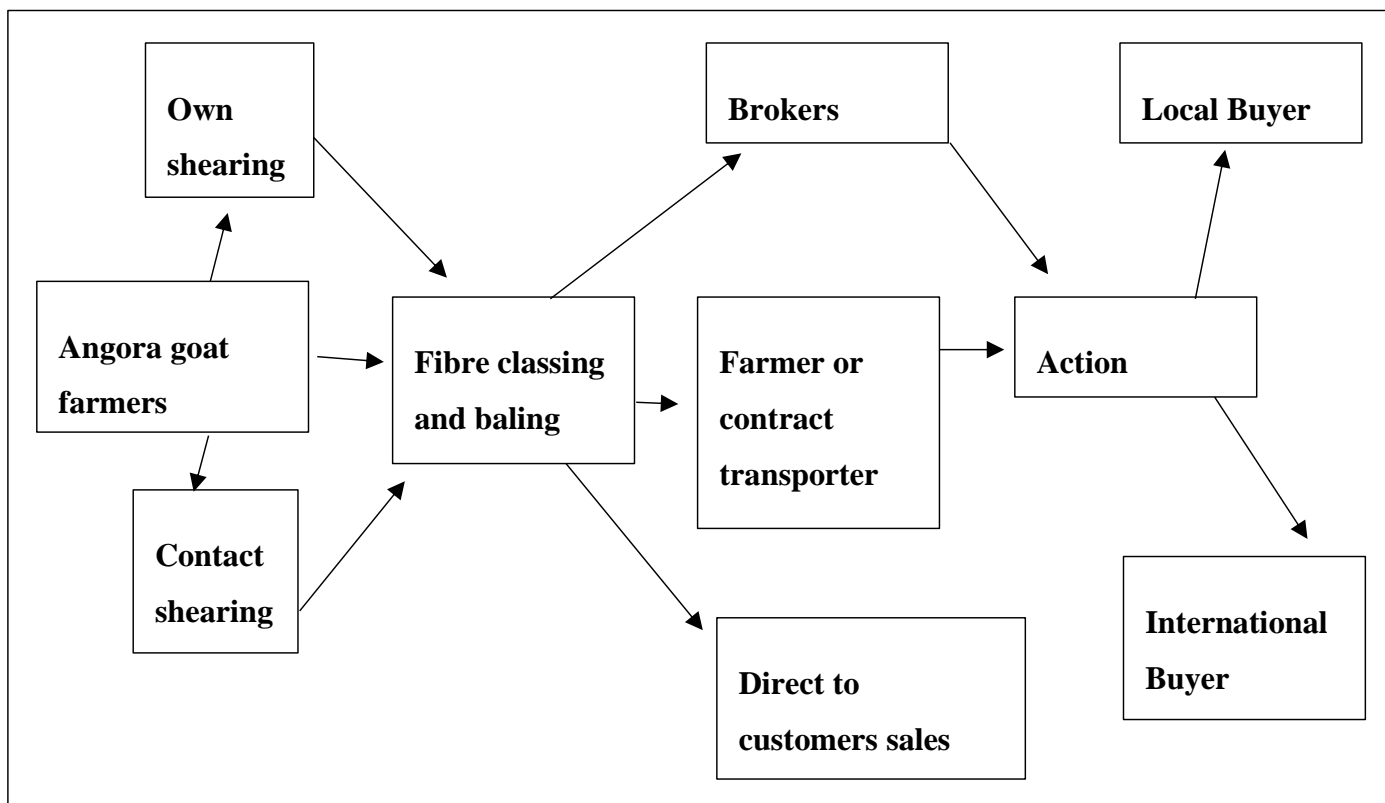 Own
shearing
Brokers
Local Buyer
Angora goat
farmers
Fibre classing
and baling
Farmer or
contract
transporter
Action
Contact
shearing
Direct to
customers sales
International
Buyer